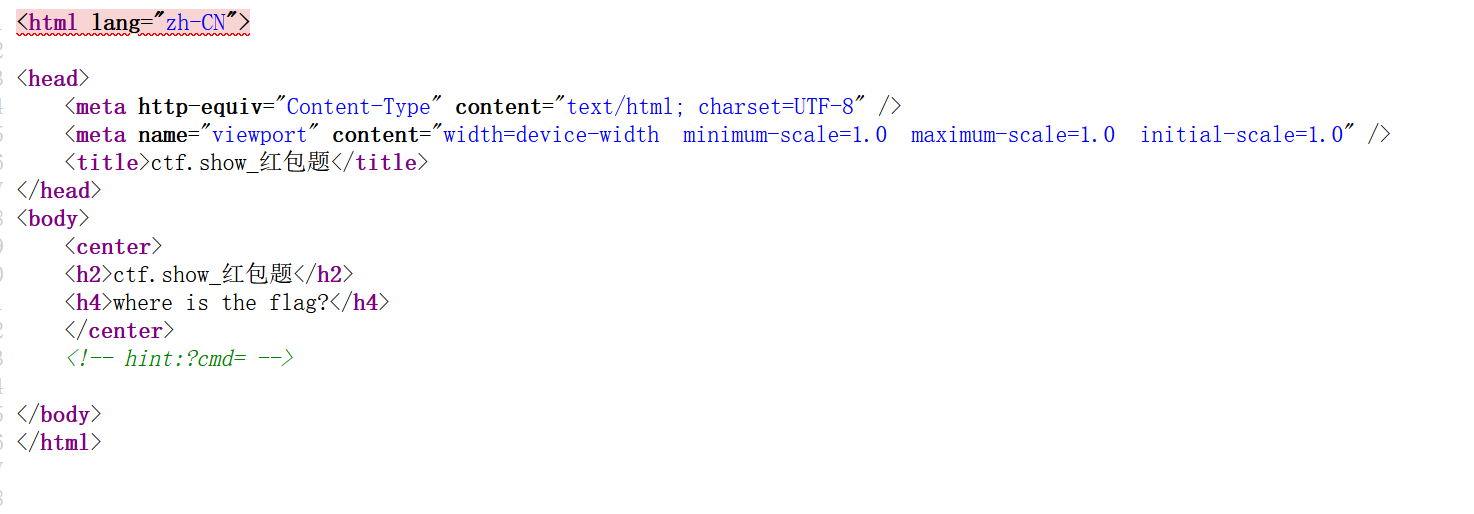 <html lang="zh-CN">
<head>
<meta http-equiv="Content-Type" content="text/html; charset=UTF-8" />
<meta name="viewport" content="width=device-width  minimum-scale=1.0  maximum-scale=1.0  initial-scale=1.0" />
<title>ctf.show_红包题</title>
</head>
<body>
<center>
<h2>ctf.show_红包题</h2>
<h4>where is the flag?</h4>
</center>
<!-- hint:?cmd= -->
</body>
</html>